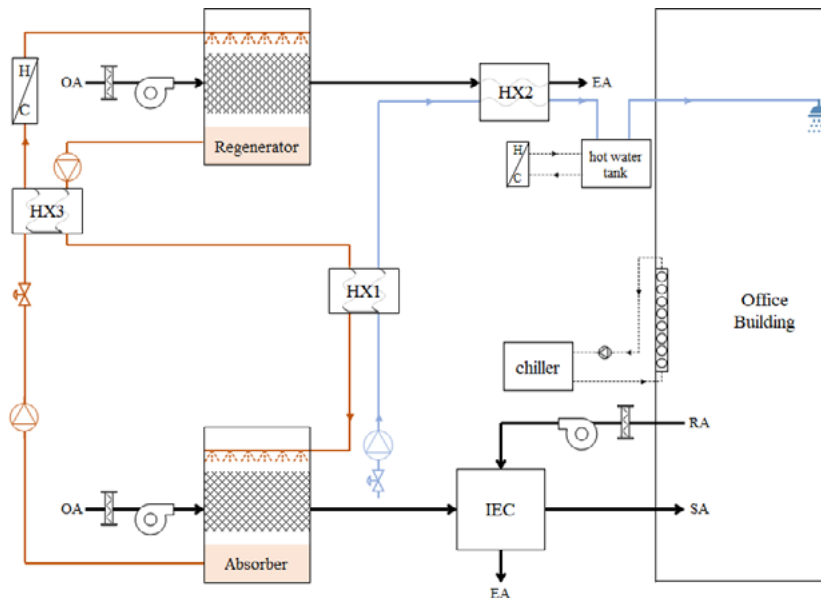 H
C
OA
Regenerator
HX2
EA
H
C
hot water
tank
HX3
HX1
Office
Building
chiller
RA
OA
IEC
SA
Absorber
EA